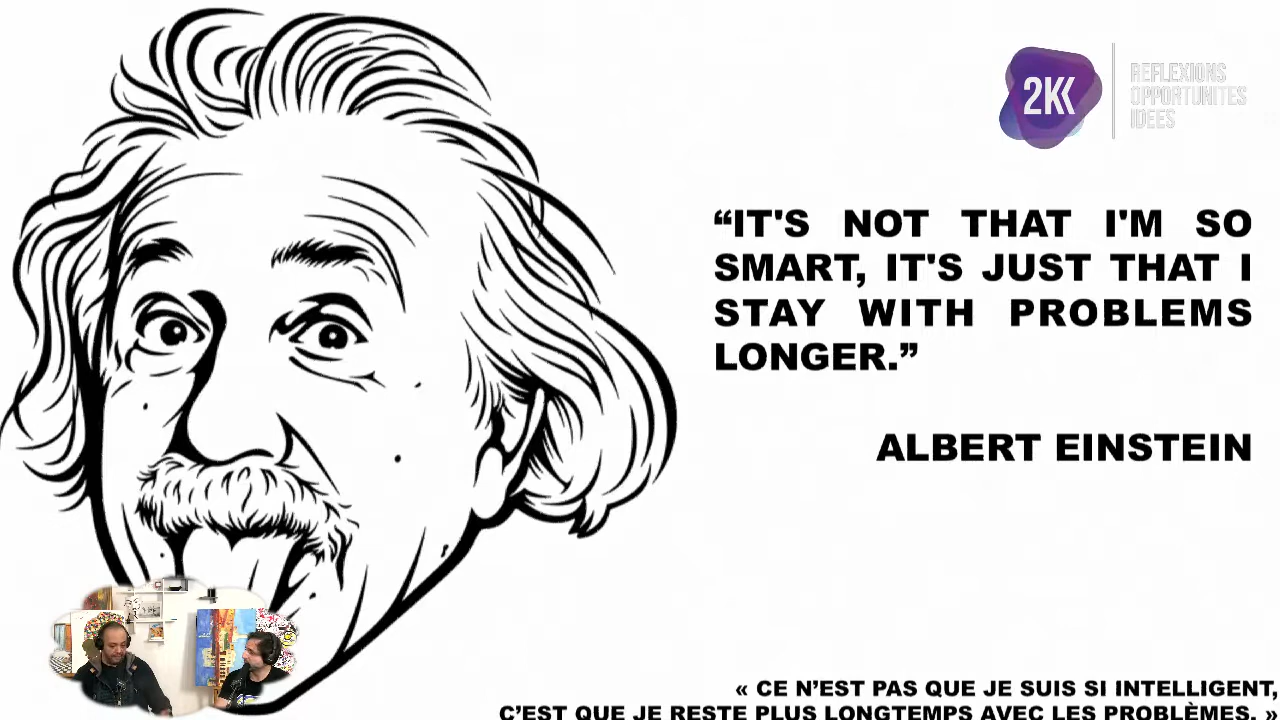 2K
REFLEXIONS
OPPORTUNITES
IDEES
“IT'S NOT THAT I'M SO
SMART, IT'S JUST THAT I
STAY WITH PROBLEMS
LONGER.”
ALBERT EINSTEIN
« CE N’EST PAS QUE JE SUIS SI INTELLIGENT,
C’EST QUE JE RESTE PLUS LONGTEMPS AVEC LES PROBLÈMES. »